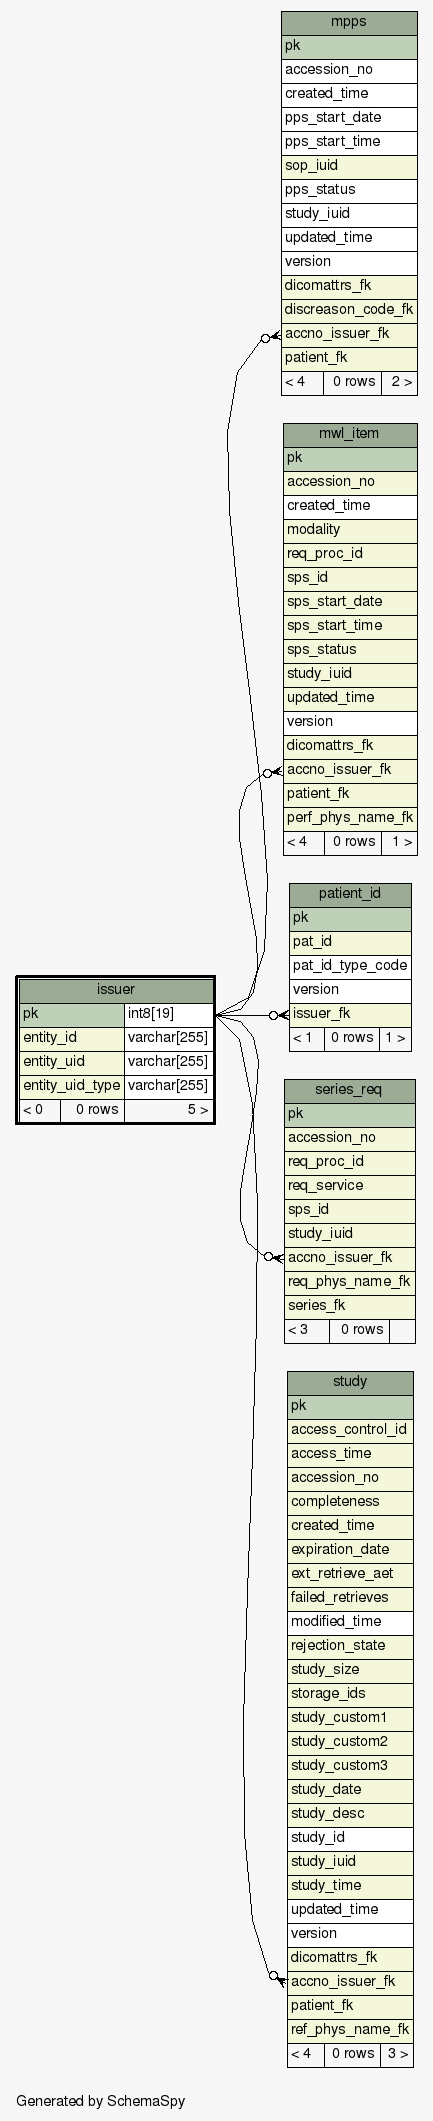 mpps
pk
accession_no
created_time
pps_start_date
pps_start_time
sop_iuid
pps_status
study_iuid
updated_time
version
dicomattrs_fk
discreason_code_fk
accno_issuer_fk
patient_fk
< 4 0 rows 2 >
mwl_item
pk
accession_no
created_time
modality
req_proc_id
sps_id
sps_start_date
sps_start_time
sps_status
study_iuid
updated_time
version
dicomattrs_fk
accno_issuer_fk
patient_fk
perf_phys_name_fk
< 4 0 rows 1 >
patient_id
pk
pat_id
pat_id_type_code
version
issuer_fk
< 1 0 rows 1 >
issuer
pk int8[19]
entity_id varchar[255]
entity_uid varchar[255]
entity_uid_type varchar[255]
< 0 0 rows 5 >
series_req
pk
accession_no
req_proc_id
req_service
sps_id
study_iuid
accno_issuer_fk
req_phys_name_fk
series_fk
< 3 0 rows
study
pk
access_control_id
access_time
accession_no
completeness
created_time
expiration_date
ext_retrieve_aet
failed_retrieves
modified_time
rejection_state
study_size
storage_ids
study_custom1
study_custom2
study_custom3
study_date
study_desc
study_id
study_iuid
study_time
updated_time
version
dicomattrs_fk
accno_issuer_fk
patient_fk
ref_phys_name_fk
< 4 0 rows 3 >
Generated by SchemaSpy